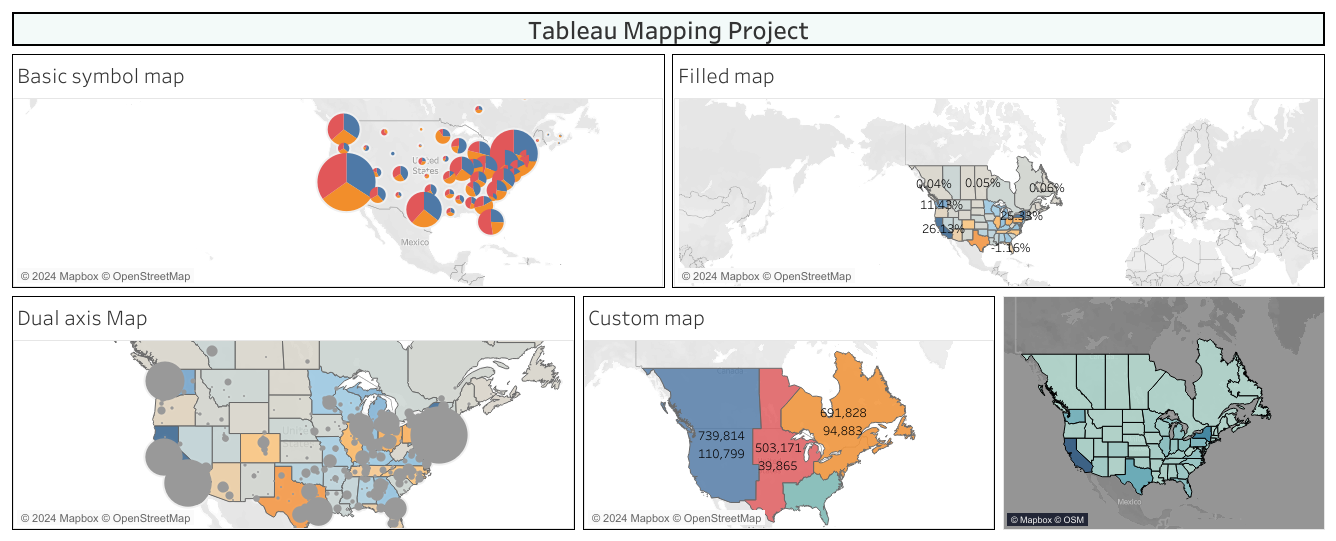 Tableau Mapping Project
Basic symbol map
United
States
Mexico
© 2024 Mapbox © OpenStreetMap
Filled map
0.04%
0.05%
0.06%
11.43%
25.33%
26.13%
-1.16%
© 2024 Mapbox © OpenStreetMap
Dual axis Map
© 2024 Mapbox © OpenStreetMap
Custom map
691,828
94,883
739,814
110,799
503,171
39,865
© 2024 Mapbox © OpenStreetMap
Mexico
© Mapbox © OSM